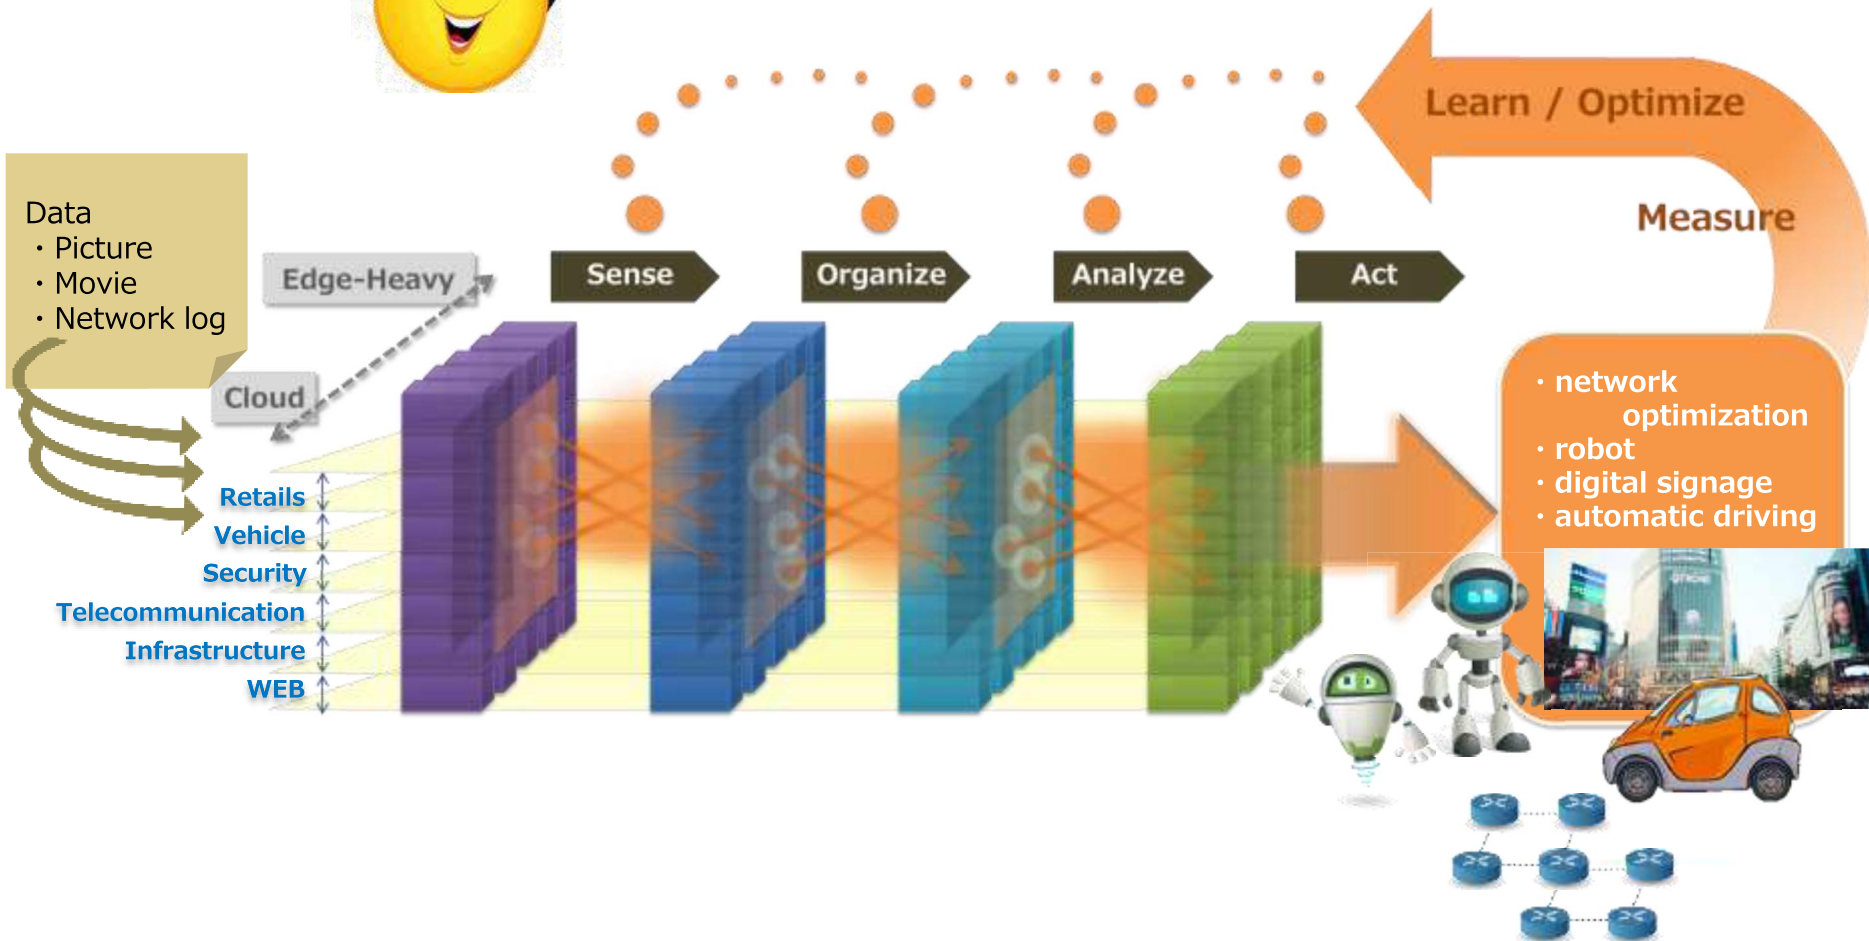 Learn / Optimize
Measure
Data
・Picture
・Movie
・Network log
Edge-Heavy
Cloud
Sense
Organize
Analyze
Act
Retails
Vehicle
Security
Telecommunication
Infrastructure
WEB
・network
optimization
・robot
・digital signage
・automatic driving